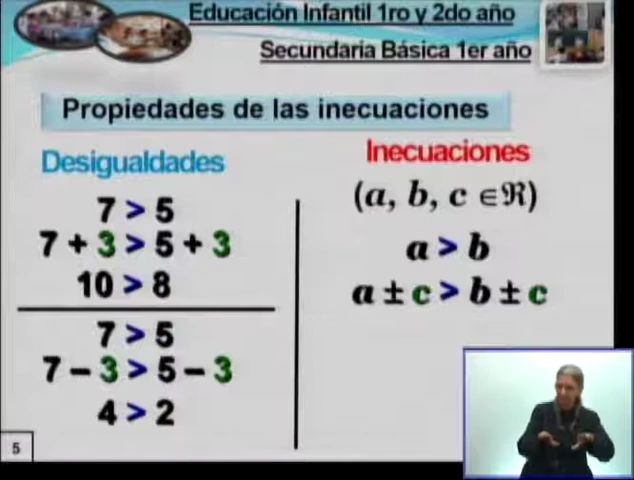 Educación Infantil 1ro y 2do año
Secundaria Básica 1er año
Propiedades de las inecuaciones
Desigualdades
7 > 5
7 + 3 > 5 + 3
10 > 8
7 > 5
7 − 3 > 5 − 3
4 > 2
Inecuaciones
(a, b, c ∈ℜ)
a > b
a ± c > b ± c
5